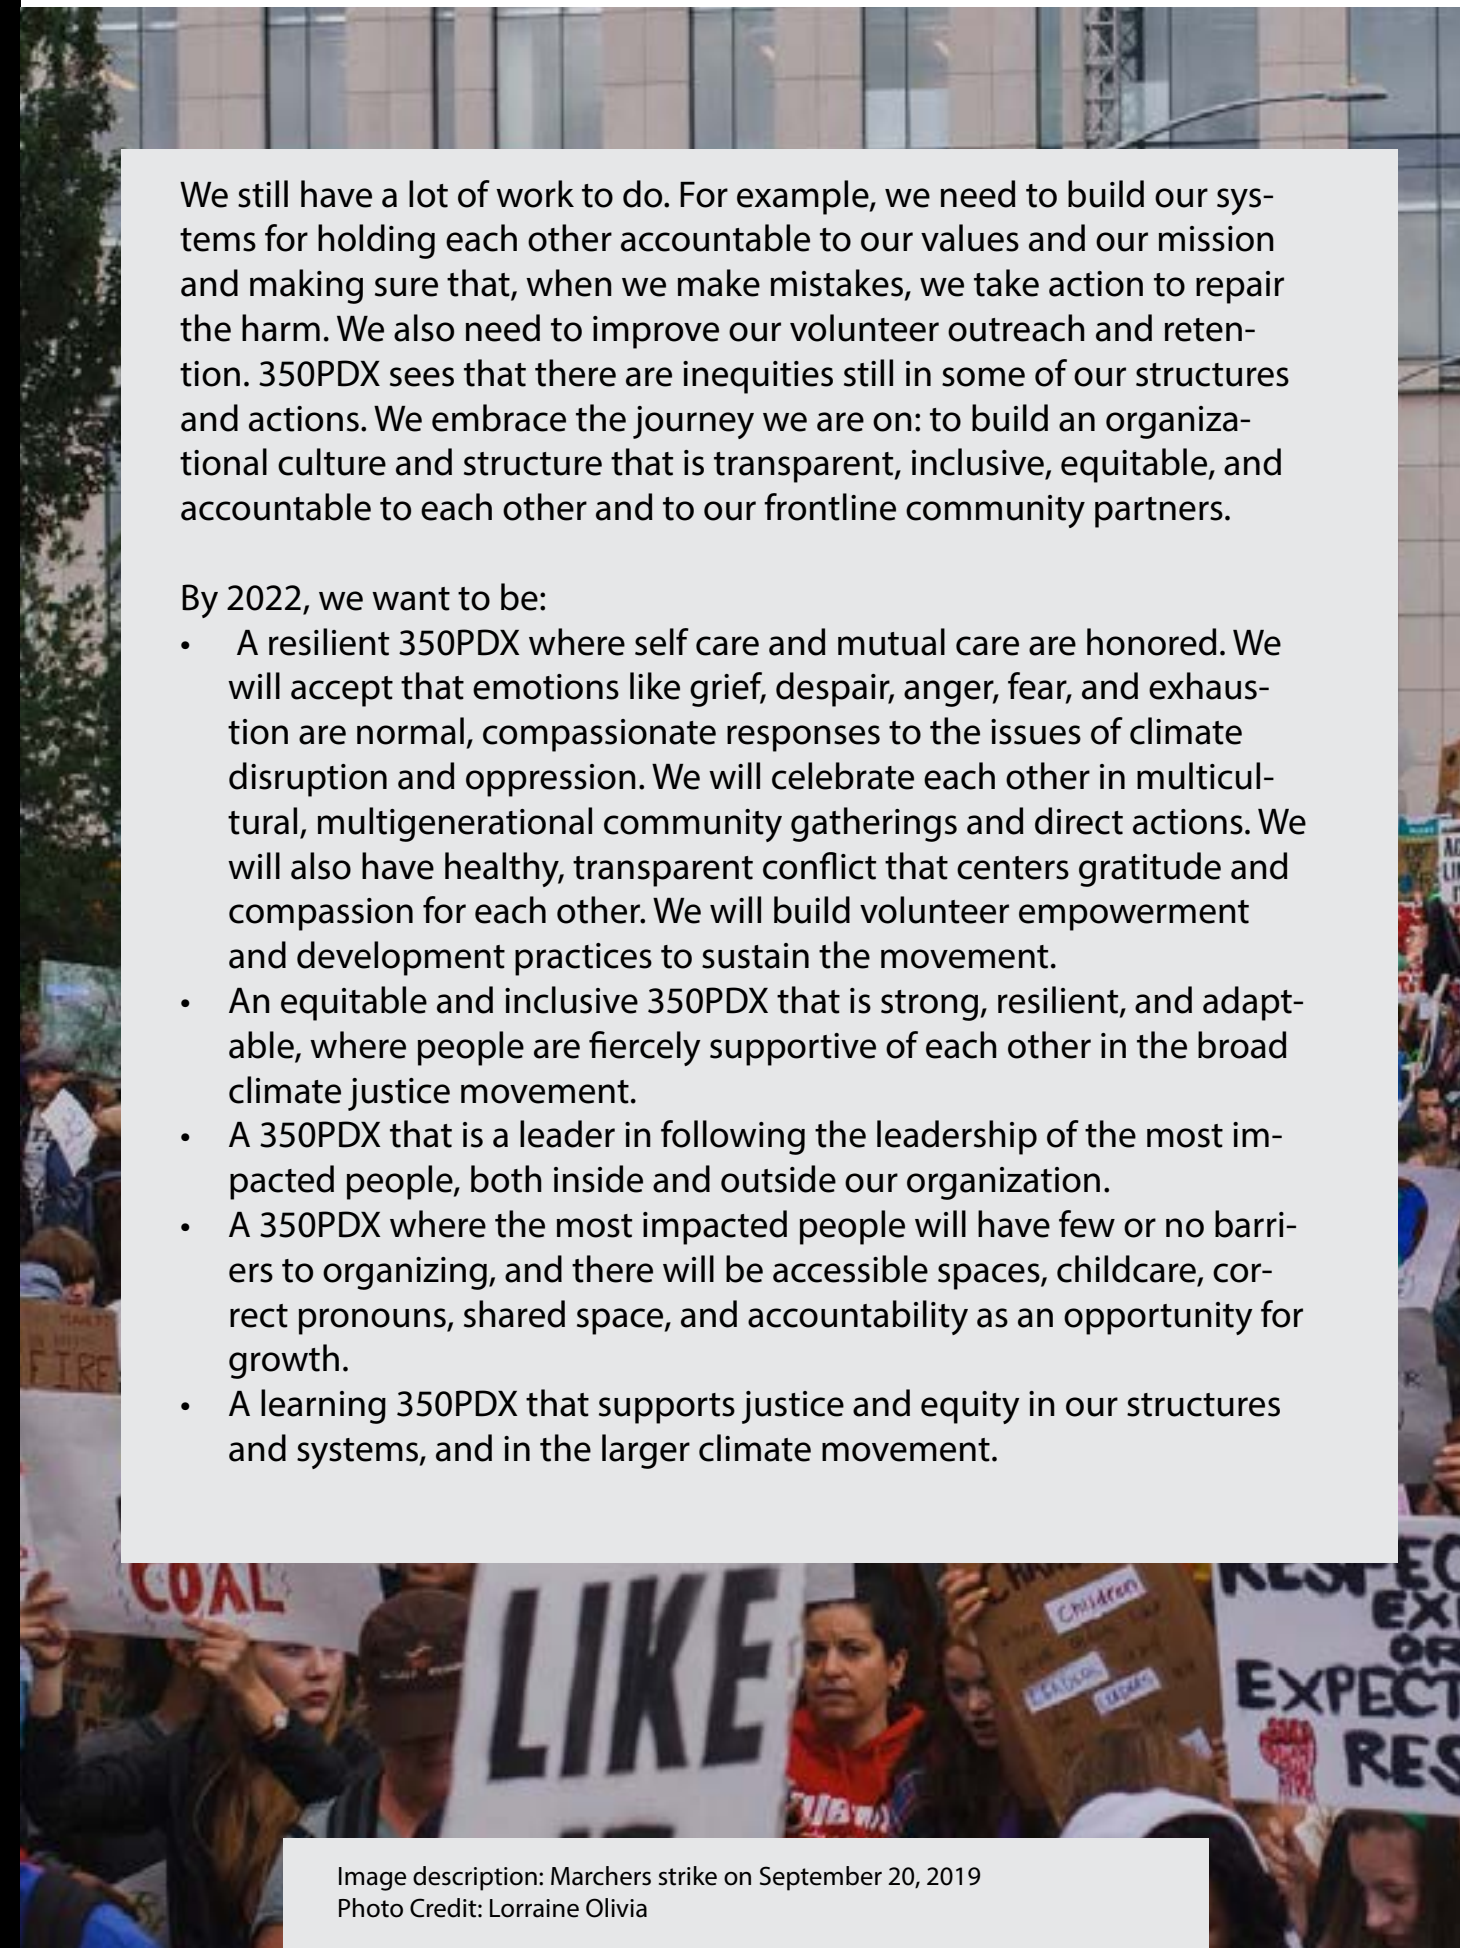 We still have a lot of work to do. For example, we need to build our sys-
tems for holding each other accountable to our values and our mission
and making sure that, when we make mistakes, we take action to repair
the harm. We also need to improve our volunteer outreach and reten-
tion. 350PDX sees that there are inequities still in some of our structures
and actions. We embrace the journey we are on: to build an organiza-
tional culture and structure that is transparent, inclusive, equitable, and
accountable to each other and to our frontline community partners.
By 2022, we want to be:
• A resilient 350PDX where self care and mutual care are honored. We
will accept that emotions like grief, despair, anger, fear, and exhaus-
tion are normal, compassionate responses to the issues of climate
disruption and oppression. We will celebrate each other in multicul-
tural, multigenerational community gatherings and direct actions. We
will also have healthy, transparent conflict that centers gratitude and
compassion for each other. We will build volunteer empowerment
and development practices to sustain the movement.
• An equitable and inclusive 350PDX that is strong, resilient, and adapt-
able, where people are fiercely supportive of each other in the broad
climate justice movement.
• A 350PDX that is a leader in following the leadership of the most im-
pacted people, both inside and outside our organization.
• A 350PDX where the most impacted people will have few or no barri-
ers to organizing, and there will be accessible spaces, childcare, cor-
rect pronouns, shared space, and accountability as an opportunity for
growth.
• A learning 350PDX that supports justice and equity in our structures
and systems, and in the larger climate movement.
FIRE
COAL
LIKE
Children
RESPEC
EX
OR
EXPECT
RES
Image description: Marchers strike on September 20, 2019
Photo Credit: Lorraine Olivia